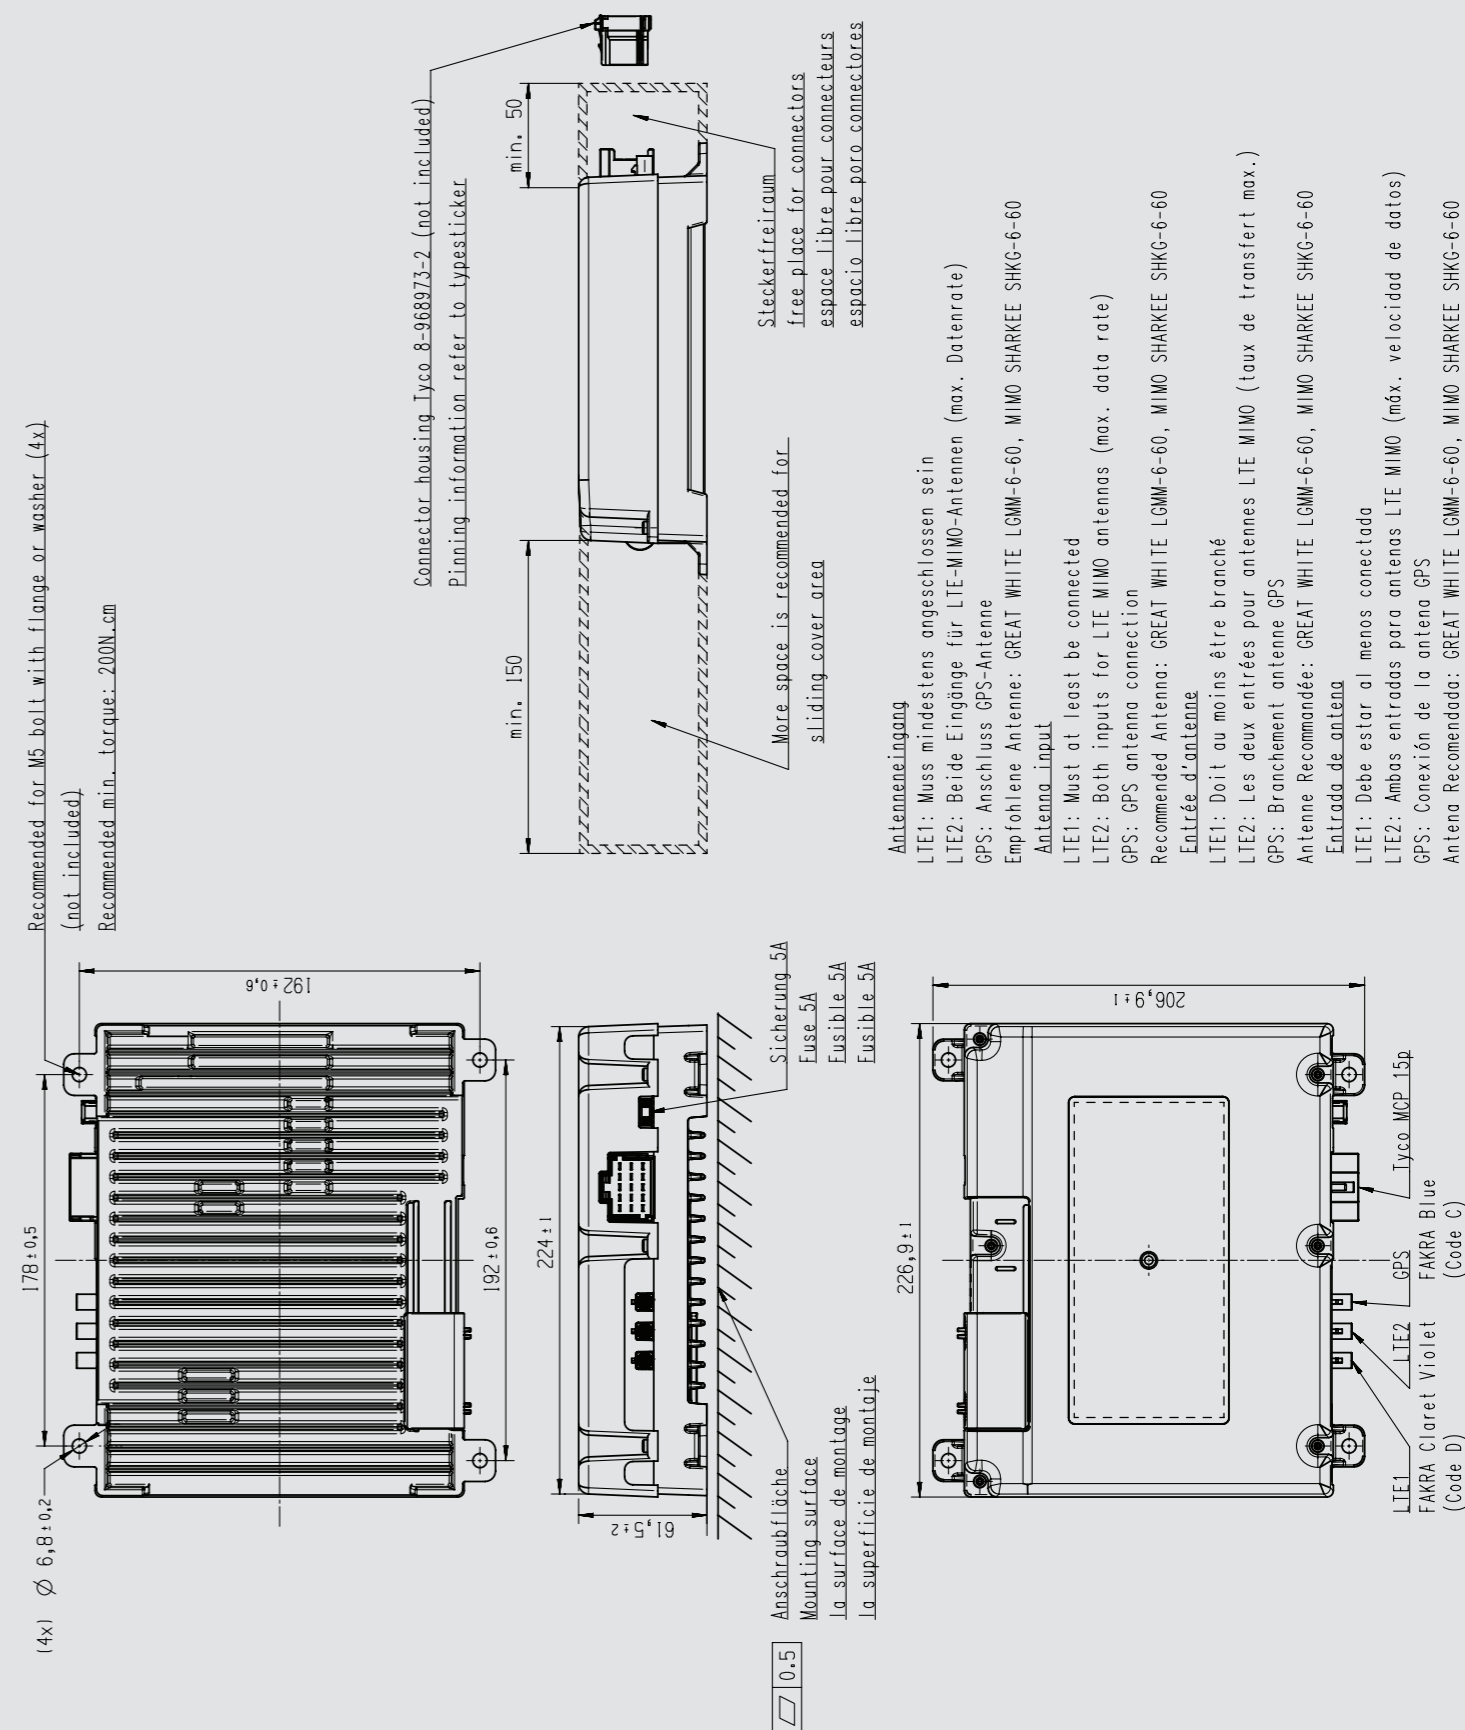 Recommended for M5 bolt with flange or washer (4x)
(not included)
Recommended min. torque: 200N.cm
(4x) Ø 6,8±0,2
178±0,5
192±0,6
192±0,6
Connector housing Tyco 8-968973-2 (not included)
Pinning information refer to typesticker
min. 150
min. 50
More space is recommended for
sliding cover area
Steckerfreiraum
free place for connectors
espace libre pour connecteurs
espacio libre poro connectores
224±1
61,5±2
Sicherung 5A
Fuse 5A
Fusible 5A
Fusible 5A
Anschraubfläche
Mounting surface
la surface de montage
la superficie de montaje
0.5
226,9±1
206,9±1
LTE1
LTE2
GPS
Tyco MCP 15p
FAKRA Claret Violet
(Code D)
FAKRA Blue
(Code C)
Antenneneingang
LTE1: Muss mindestens angeschlossen sein
LTE2: Beide Eingänge für LTE-MIMO-Antennen (max. Datenrate)
GPS: Anschluss GPS-Antenne
Empfohlene Antenne: GREAT WHITE LGMM-6-60, MIMO SHARKEE SHKG-6-60
Antenna input
LTE1: Must at least be connected
LTE2: Both inputs for LTE MIMO antennas (max. data rate)
GPS: GPS antenna connection
Recommended Antenna: GREAT WHITE LGMM-6-60, MIMO SHARKEE SHKG-6-60
Entrée d'antenne
LTE1: Doit au moins être branché
LTE2: Les deux entrées pour antennes LTE MIMO (taux de transfert max.)
GPS: Branchement antenne GPS
Antenne Recommandée: GREAT WHITE LGMM-6-60, MIMO SHARKEE SHKG-6-60
Entrada de antena
LTE1: Debe estar al menos conectada
LTE2: Ambas entradas para antenas LTE MIMO (máx. velocidad de datos)
GPS: Conexión de la antena GPS
Antena Recomendada: GREAT WHITE LGMM-6-60, MIMO SHARKEE SHKG-6-60